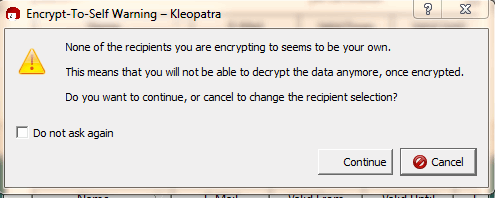 Encrypt-To-Self Warning – Kleopatra
None of the recipients you are encrypting to seems to be your own.
This means that you will not be able to decrypt the data anymore, once encrypted.
Do you want to continue, or cancel to change the recipient selection?
Do not ask again
Continue
Cancel